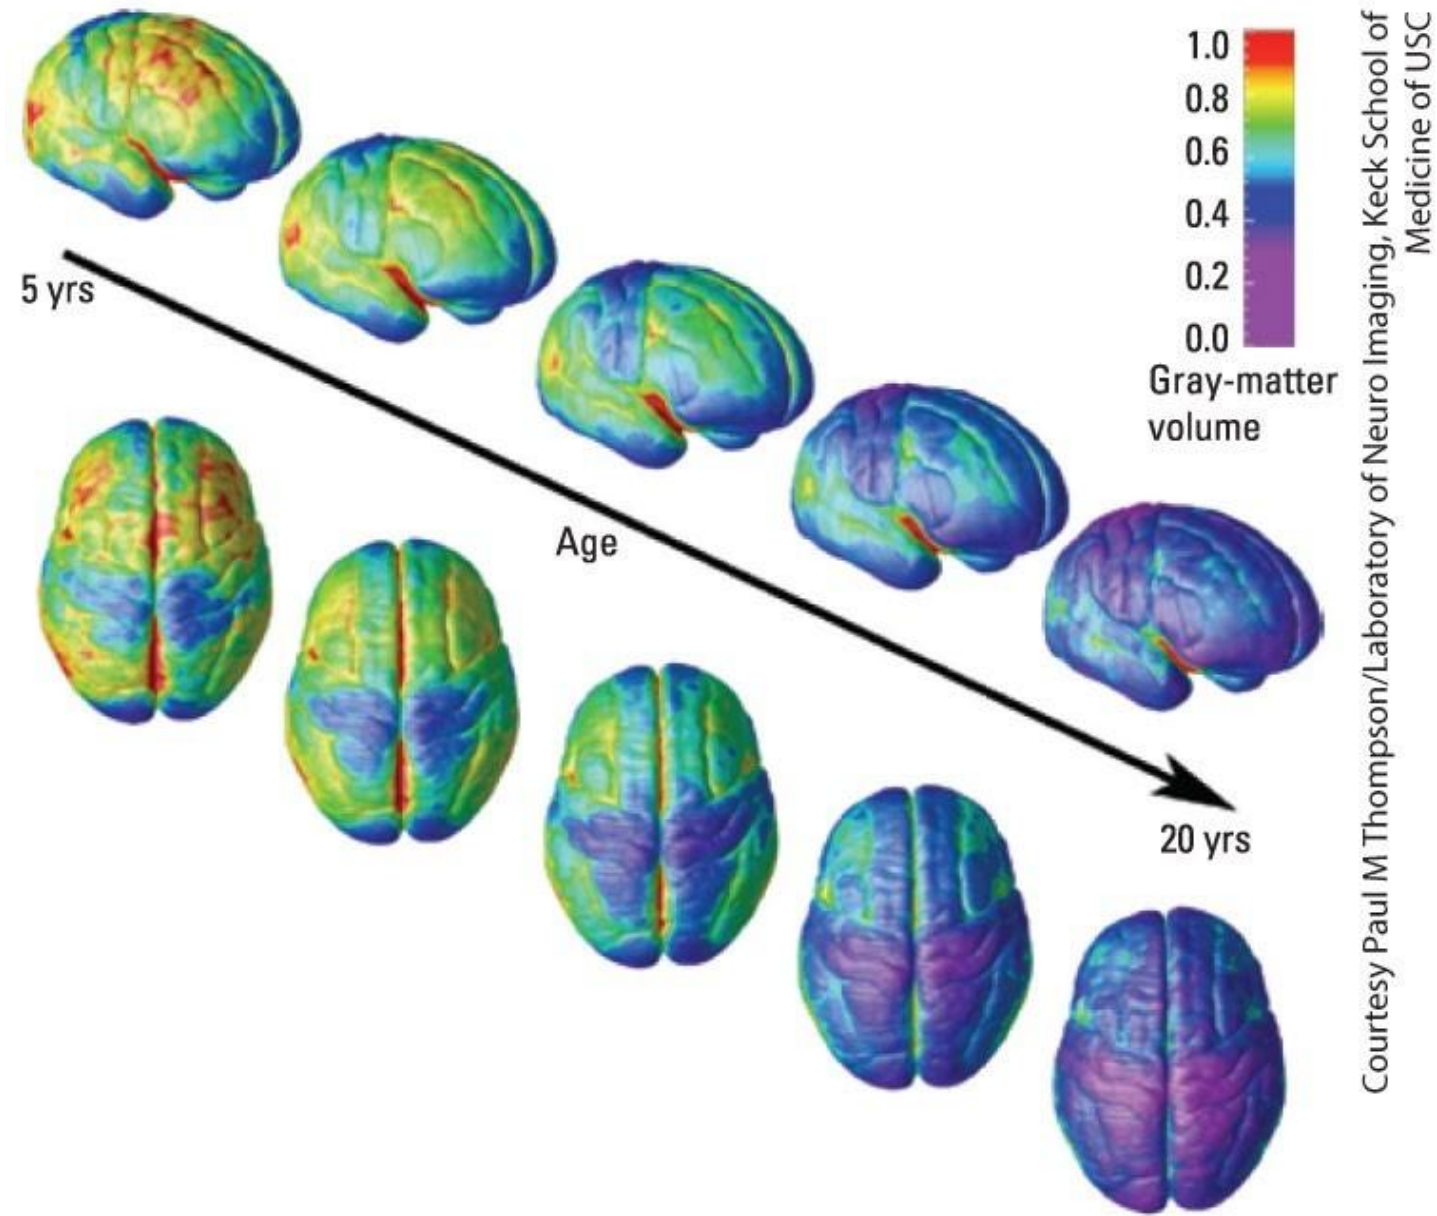 1.0
0.8
0.6
0.4
0.2
0.0
Gray-matter
volume
5 yrs
Age
20 yrs
Courtesy Paul M Thompson/Laboratory of Neuro Imaging, Keck School of
Medicine of USC